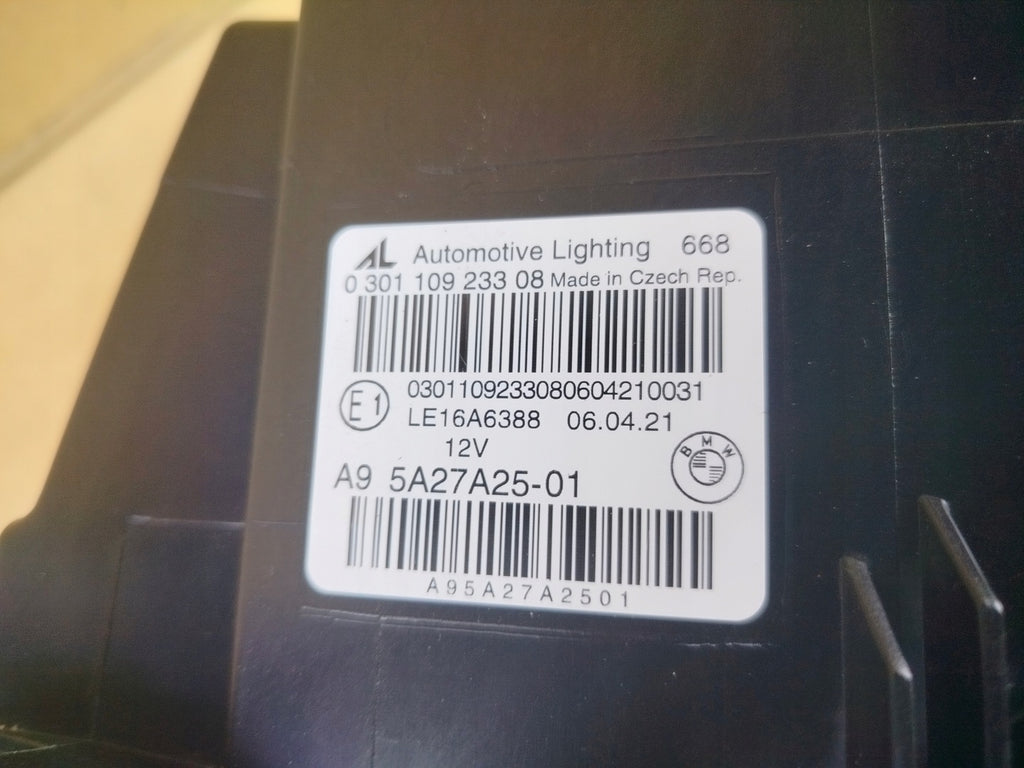 AL Automotive Lighting 668
0 301 109 233 08 Made in Czech Rep.
0301109233080604210031
E1
LE16A6388 06.04.21
12V
BMW
A9 5A27A25-01
A95A27A2501